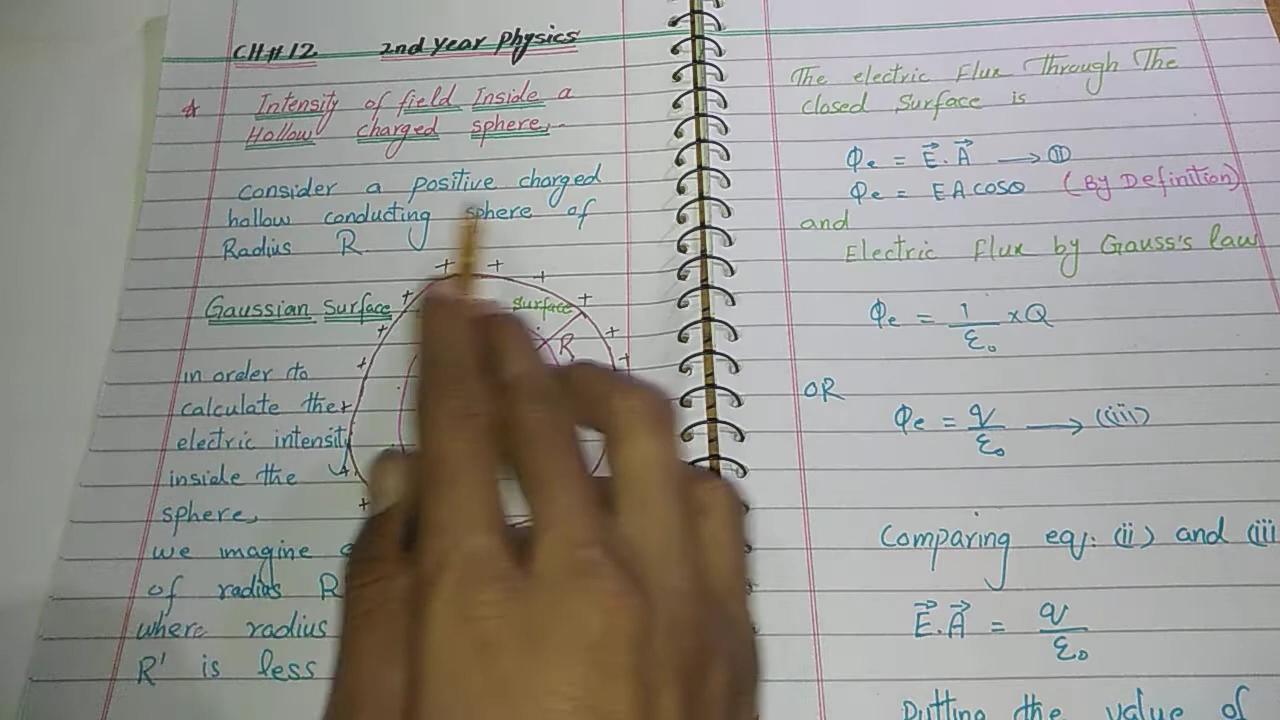 CH#12 2nd Year Physics
Intensity of field Inside a
Hollow charged sphere.
Consider a positive charged
hollow conducting sphere of
Radius R.
Gaussian Surface
surface
R
in order to
calculate the
electric intensity
inside the
sphere,
we imagine
of radius R
where radius
R' is less
The electric Flux Through The
closed Surface is
Φe = E⃗.A⃗ → (ii)
Φe = EA cosθ (By Definition)
and
Electric Flux by Gauss's law
Φe = 1/ε₀ × Q
OR
Φe = q/ε₀ → (iii)
Comparing eq: (ii) and (iii
E⃗.A⃗ = q/ε₀
Putting the value of